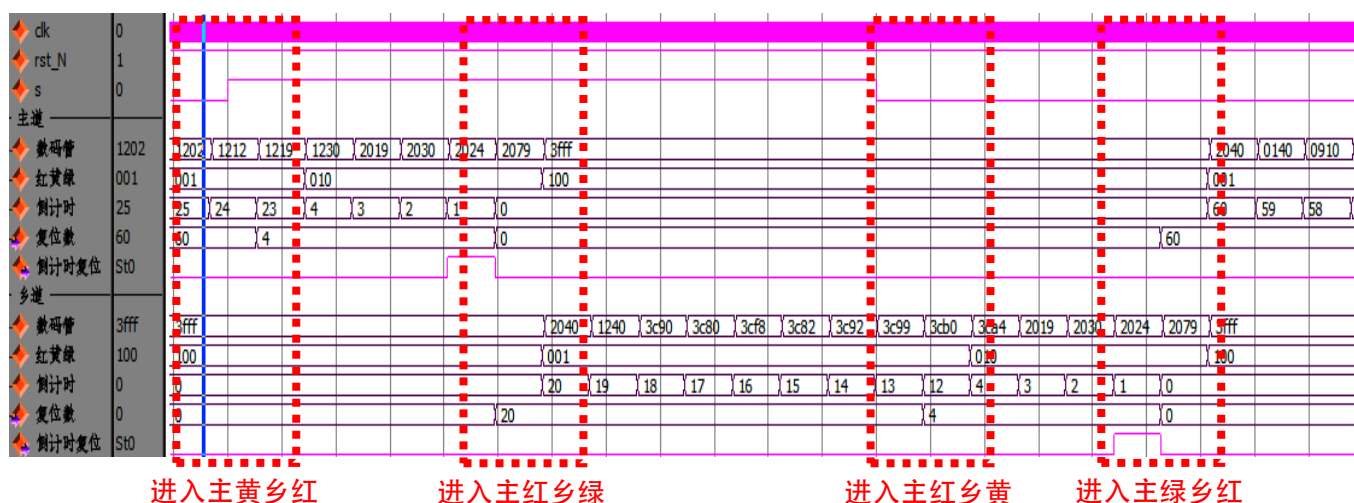 clk 0
rst_N 1
s 0
主道
数码管 1202 1202 1212 1219 1230 2019 2030 2024 2079 3fff 2040 0140 0910
红黄绿 001 001 010 100 001
倒计时 25 25 24 23 4 3 2 1 0 60 59 58
复位数 60 60 4 0 60
倒计时复位 St0
乡道
数码管 3fff 3fff 2040 1240 3c90 3c80 3cf8 3c82 3c92 3c99 3cb0 3ca4 2019 2030 2024 2079 3fff
红黄绿 100 100 001 010 100
倒计时 0 0 20 19 18 17 16 15 14 13 12 4 3 2 1 0
复位数 0 0 20 4 0
倒计时复位 St0
进入主黄乡红 进入主红乡绿 进入主红乡黄 进入主绿乡红